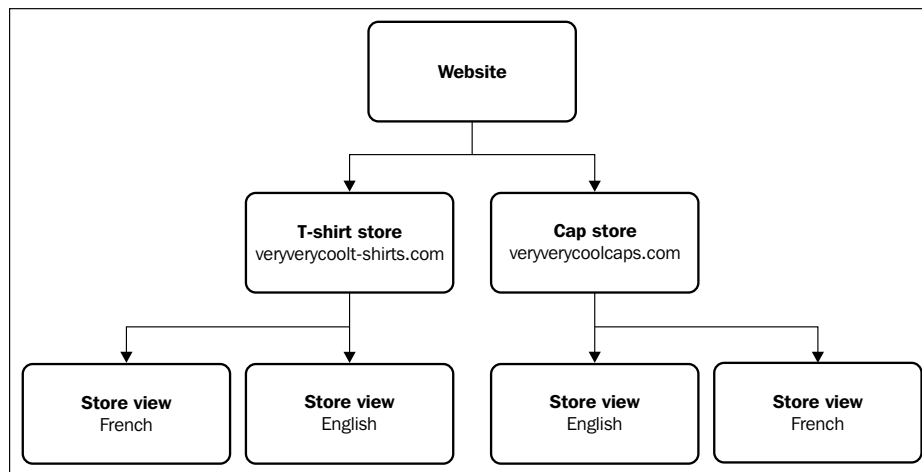 Website
T-shirt store
veryverycoolt-shirts.com
Cap store
veryverycoolcaps.com
Store view
French
Store view
English
Store view
English
Store view
French